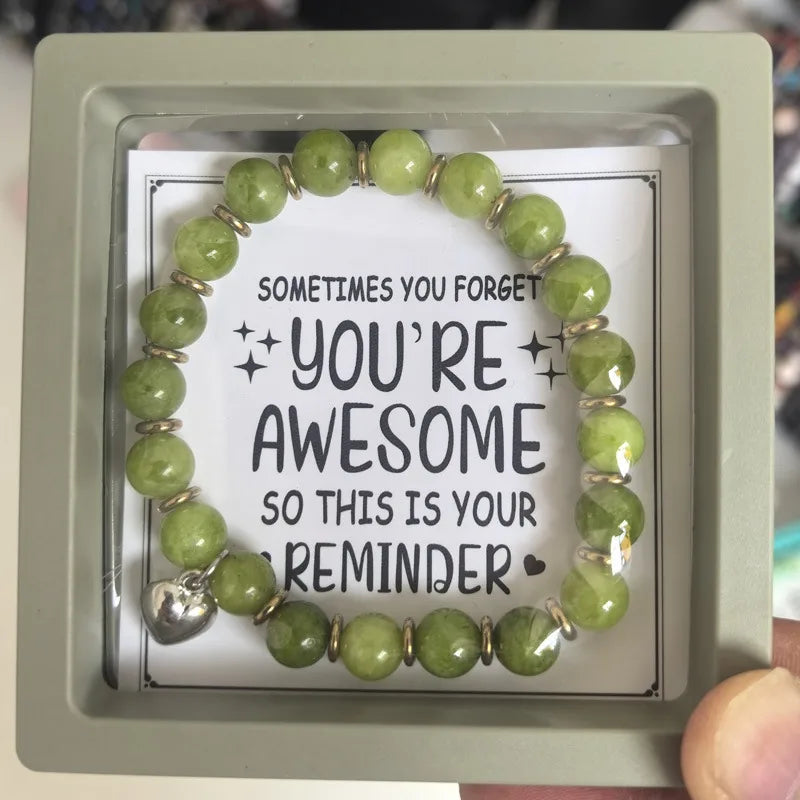 SOMETIMES YOU FORGET
YOU'RE
AWESOME
SO THIS IS YOUR
REMINDER